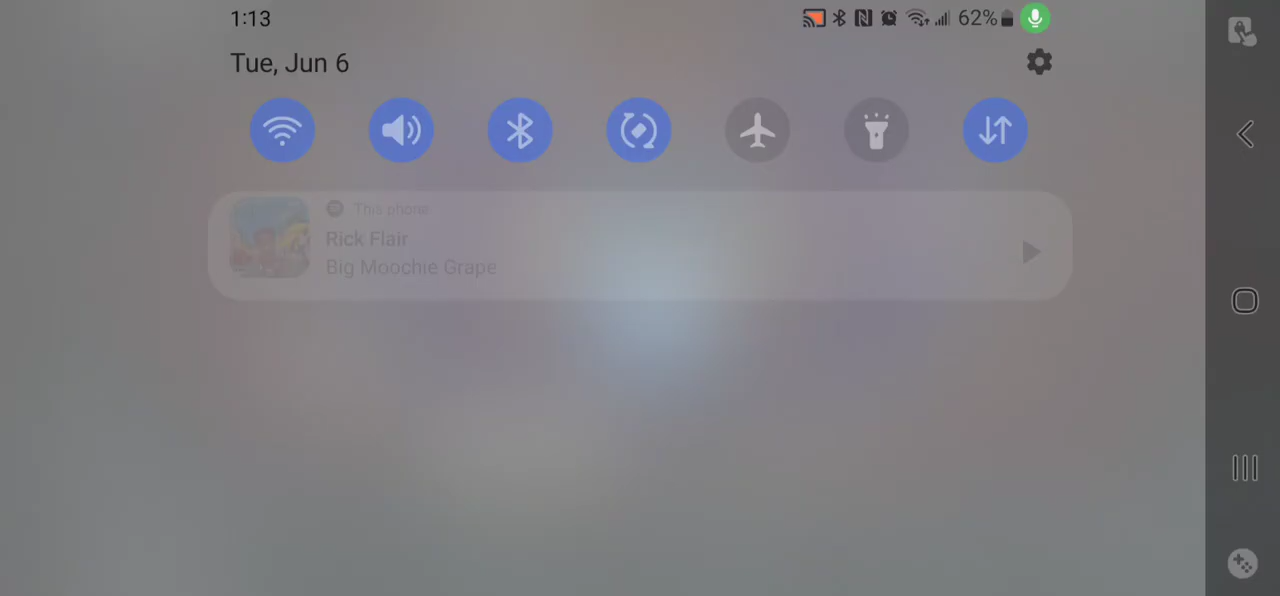 1:13
62%
Tue, Jun 6
This phone
Rick Flair
Big Moochie Grape